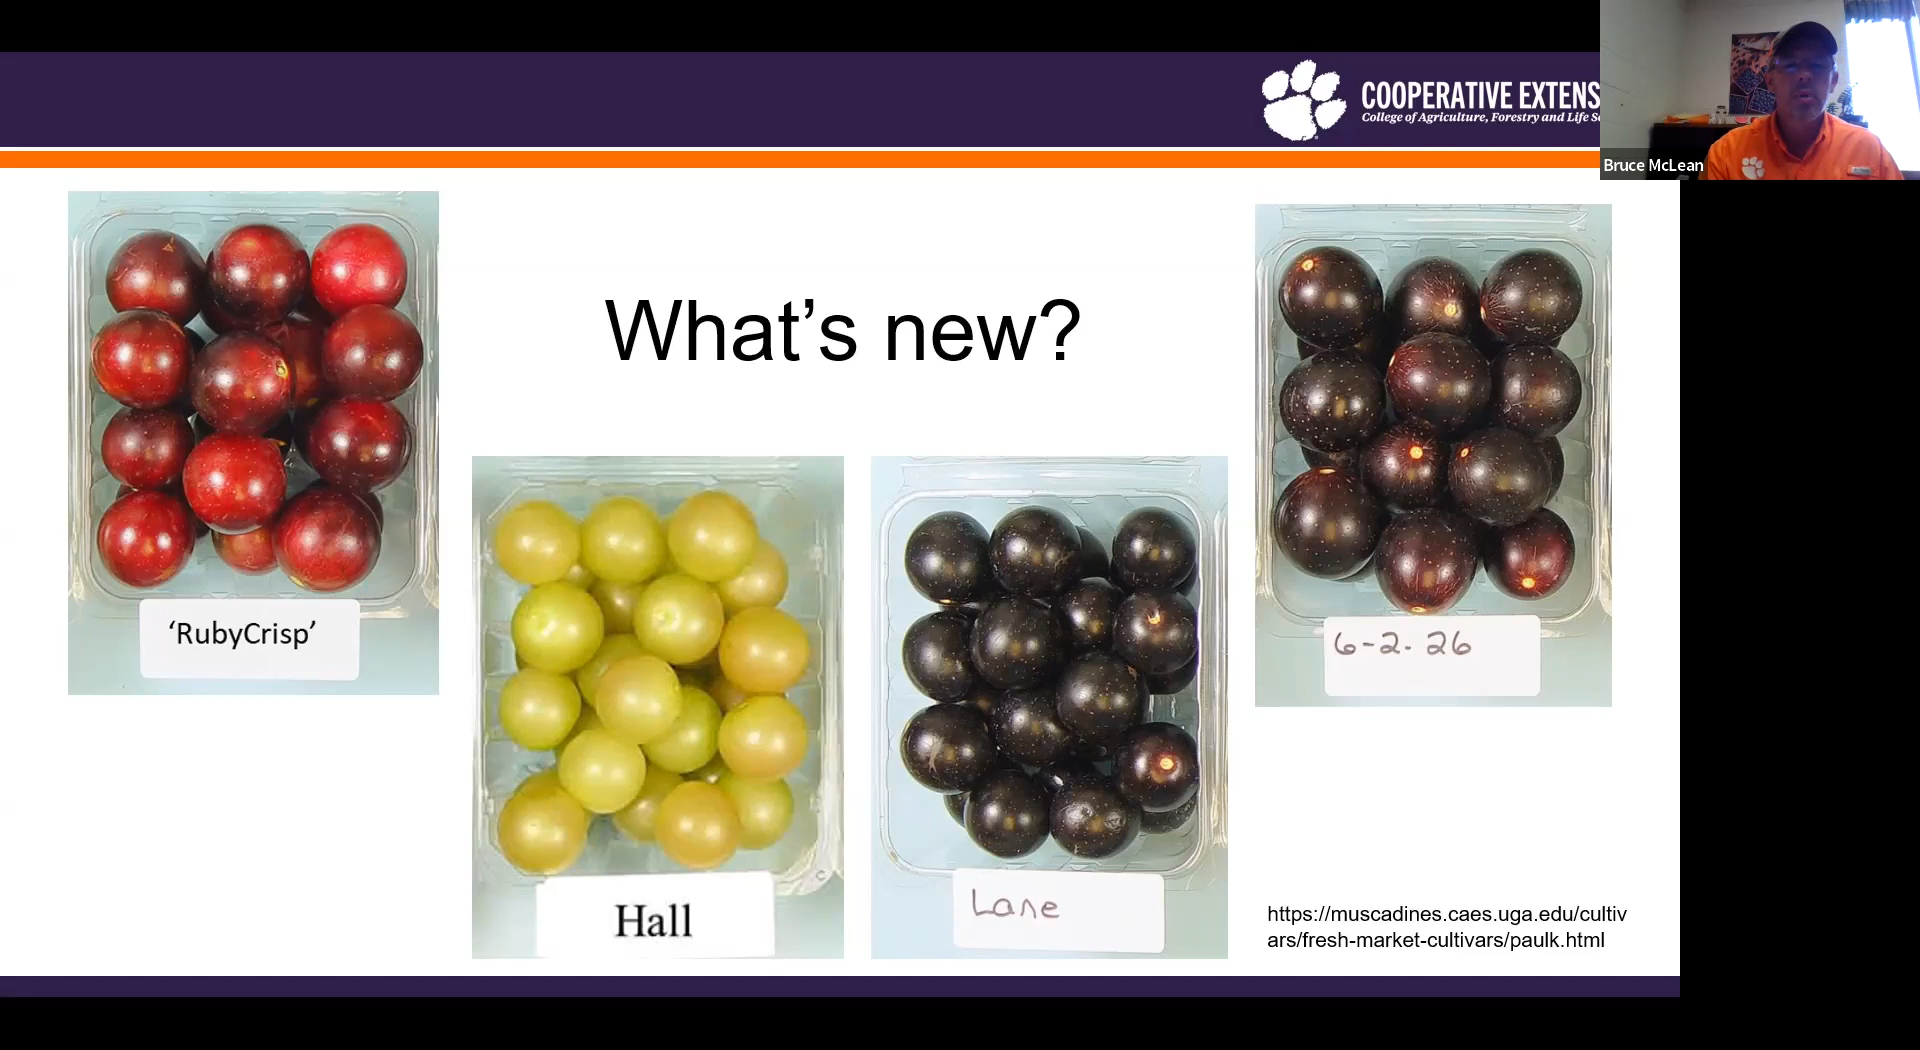 COOPERATIVE EXTENS
College of Agriculture, Forestry and Life S
Bruce McLean
What's new?
'RubyCrisp'
Hall
Lane
6-2-26
https://muscadines.caes.uga.edu/cultiv
ars/fresh-market-cultivars/paulk.html